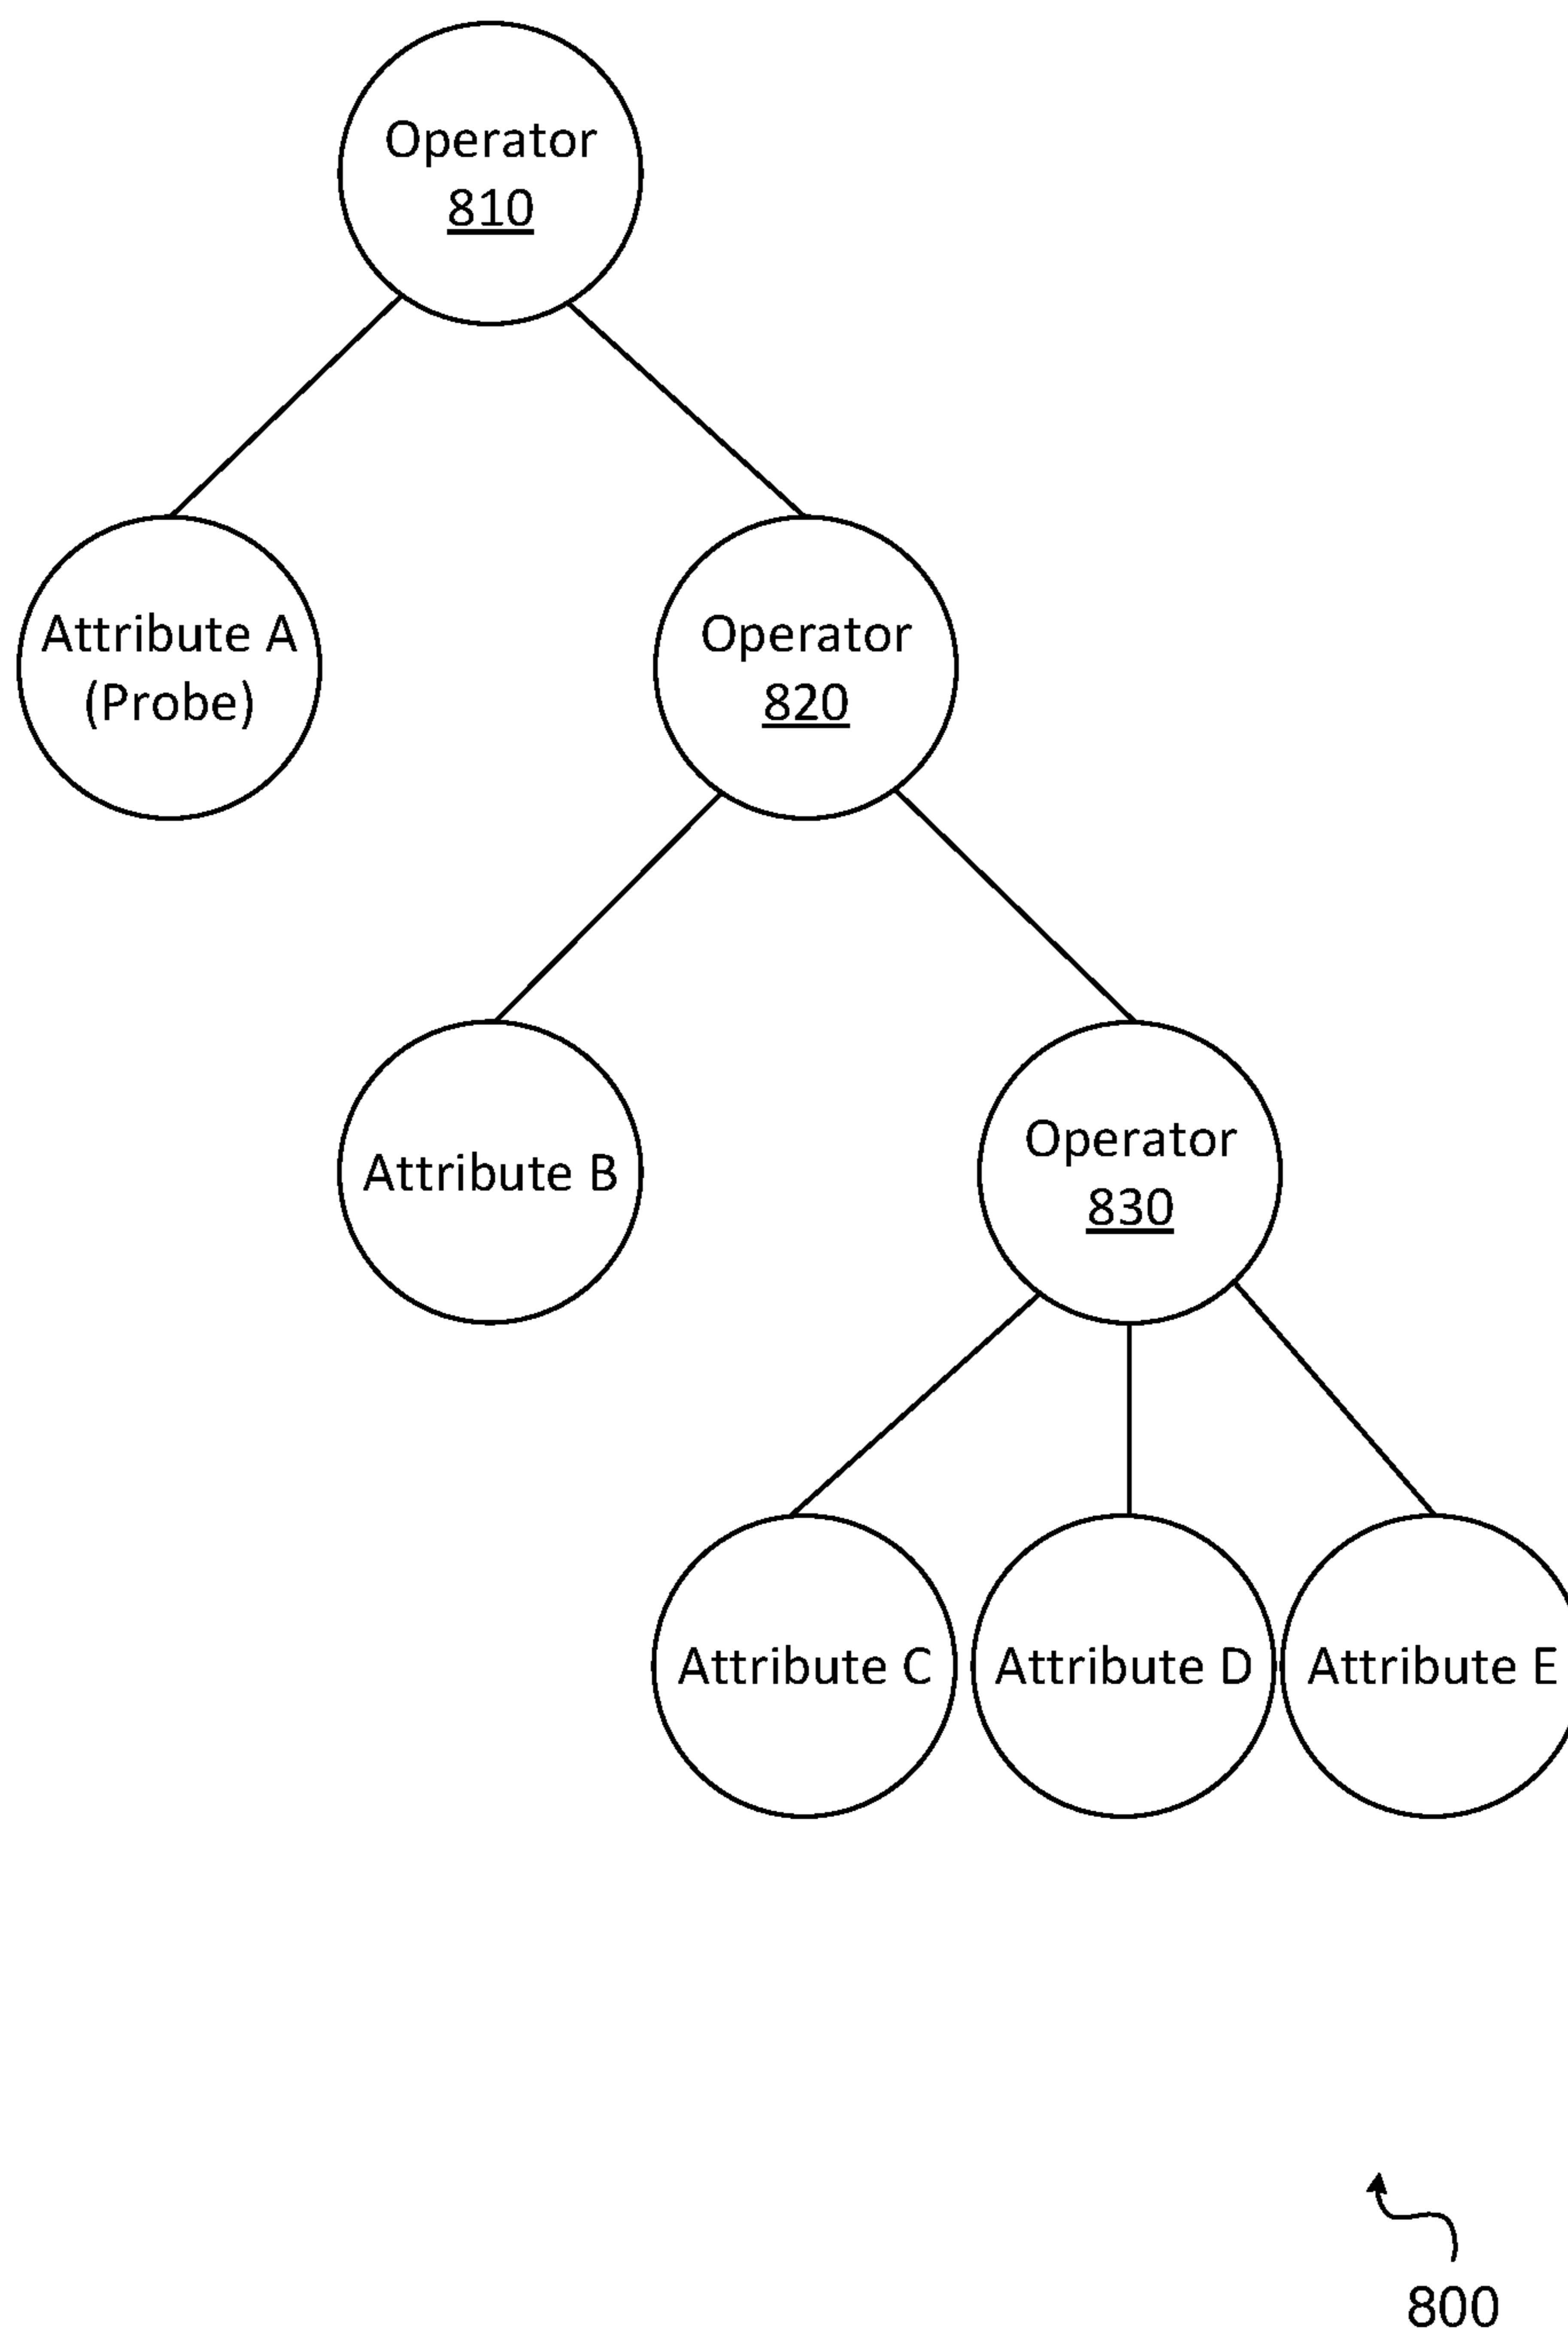 Operator
810
Attribute A
(Probe)
Operator
820
Attribute B
Operator
830
Attribute C
Attribute D
Attribute E
800